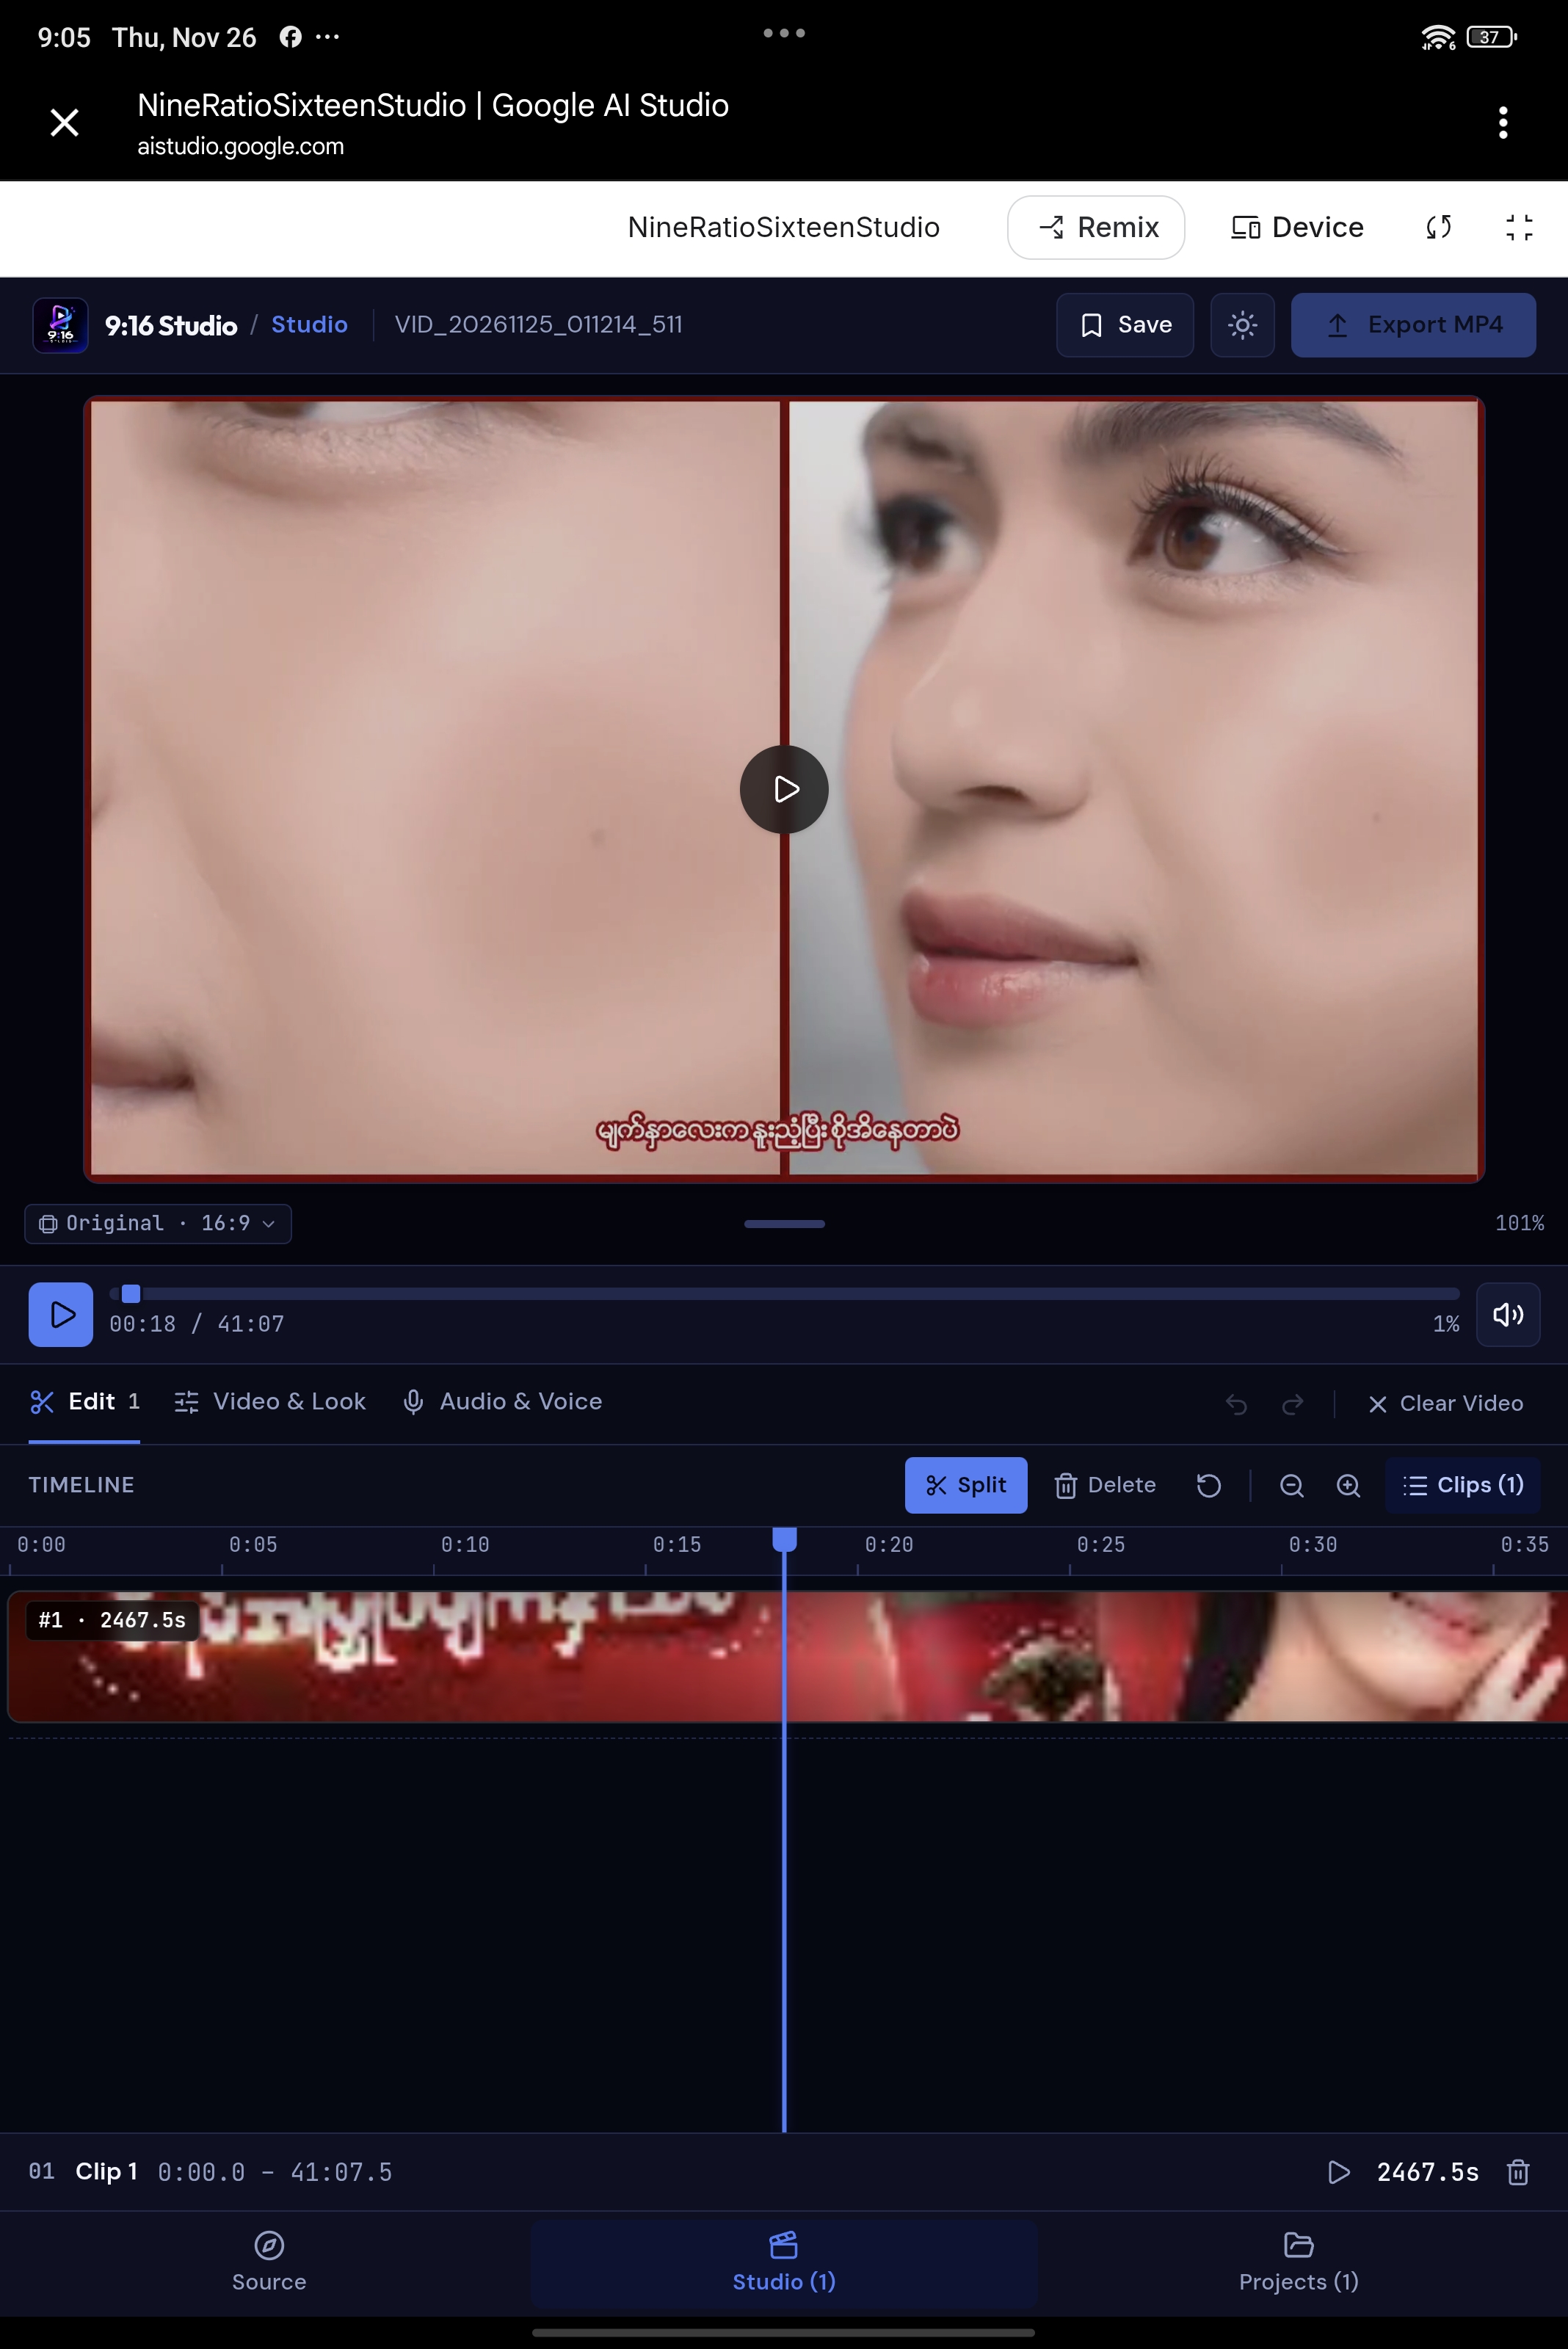 9:05 Thu, Nov 26
37
NineRatioSixteenStudio | Google AI Studio
aistudio.google.com
NineRatioSixteenStudio Remix Device
9:16 Studio / Studio VID_20261125_011214_511 Save Export MP4
မျက်နှာလေးက နူးညံ့ပြီး စိုအိနေတာပဲ
Original · 16:9 101%
00:18 / 41:07 1%
Edit 1 Video & Look Audio & Voice Clear Video
TIMELINE Split Delete Clips (1)
0:00 0:05 0:10 0:15 0:20 0:25 0:30 0:35
#1 · 2467.5s
01 Clip 1 0:00.0 – 41:07.5 2467.5s
Source Studio (1) Projects (1)